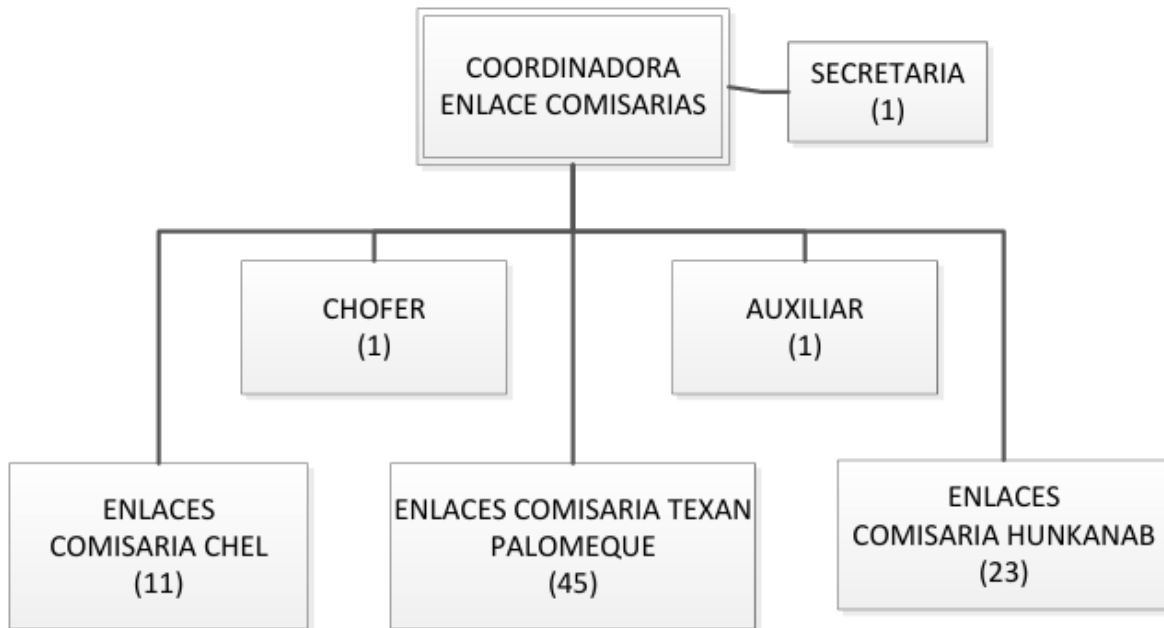 COORDINADORA
ENLACE COMISARIAS
SECRETARIA
(1)
CHOFER
(1)
AUXILIAR
(1)
ENLACES
COMISARIA CHEL
(11)
ENLACES COMISARIA TEXAN
PALOMEQUE
(45)
ENLACES
COMISARIA HUNKANAB
(23)